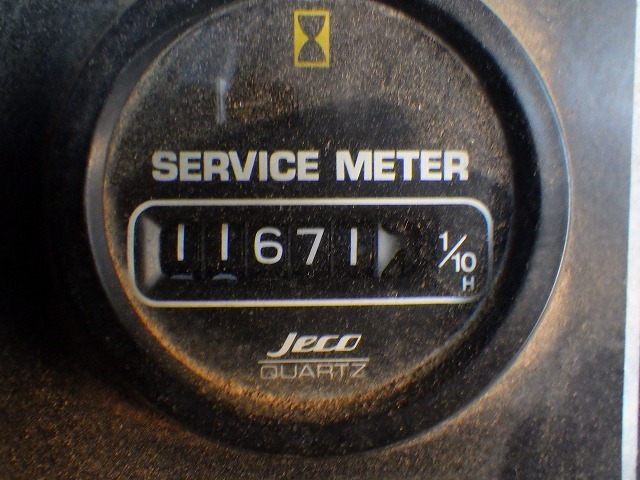 SERVICE METER
11671 1/10
H
Jeco
QUARTZ